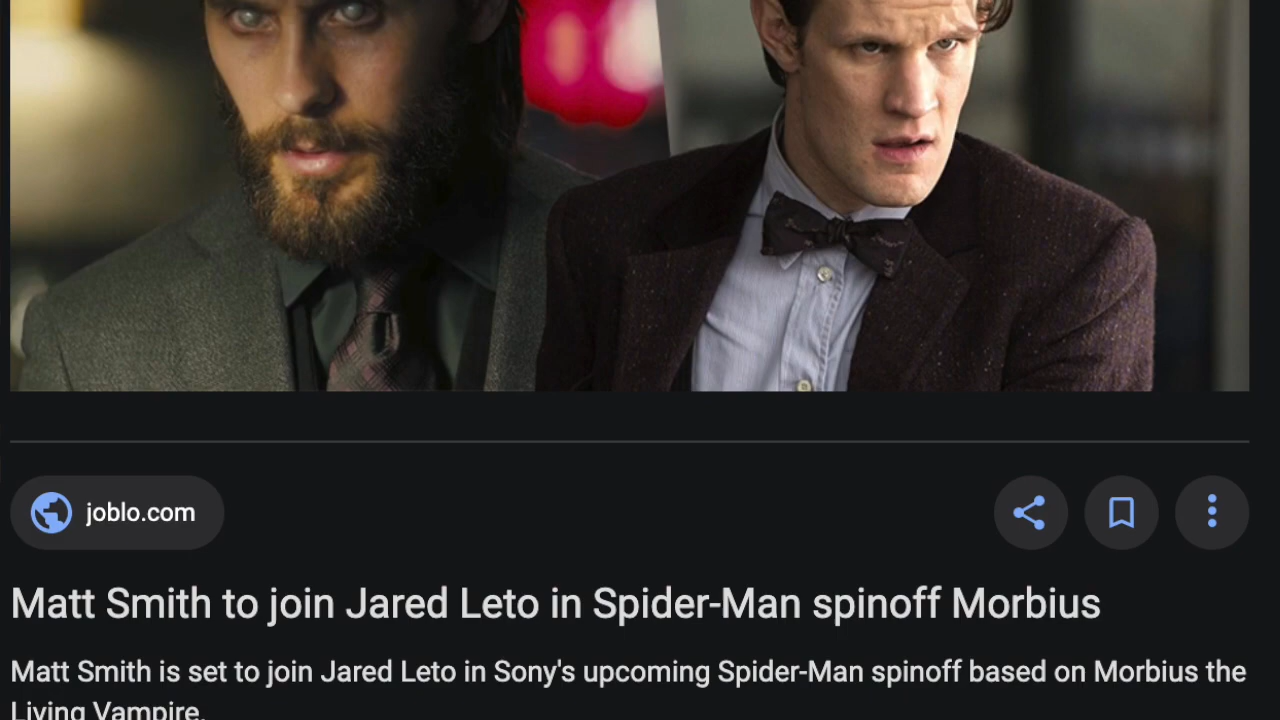 joblo.com
Matt Smith to join Jared Leto in Spider-Man spinoff Morbius
Matt Smith is set to join Jared Leto in Sony's upcoming Spider-Man spinoff based on Morbius the
Living Vampire.